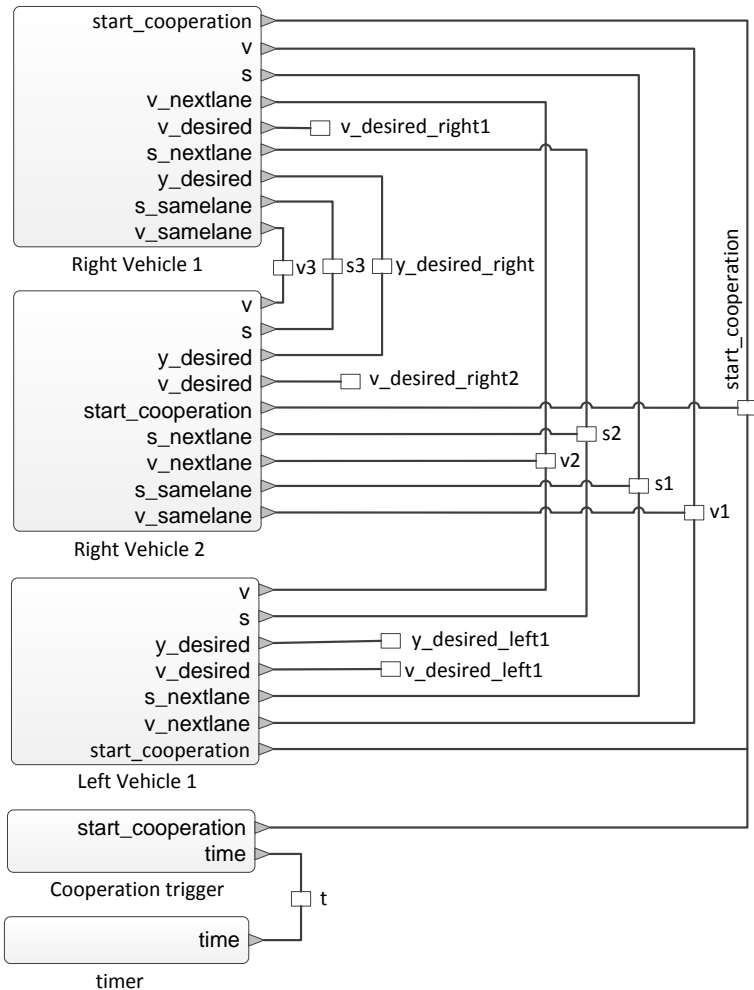 start_cooperation
v
s
v_nextlane
v_desired
v_desired_right1
s_nextlane
y_desired
s_samelane
v_samelane
Right Vehicle 1
v3
s3
y_desired_right
v
s
y_desired
v_desired
v_desired_right2
start_cooperation
start_cooperation
s_nextlane
s2
v_nextlane
v2
s_samelane
s1
v_samelane
v1
Right Vehicle 2
v
s
y_desired
y_desired_left1
v_desired
v_desired_left1
s_nextlane
v_nextlane
start_cooperation
Left Vehicle 1
start_cooperation
time
Cooperation trigger
t
time
timer